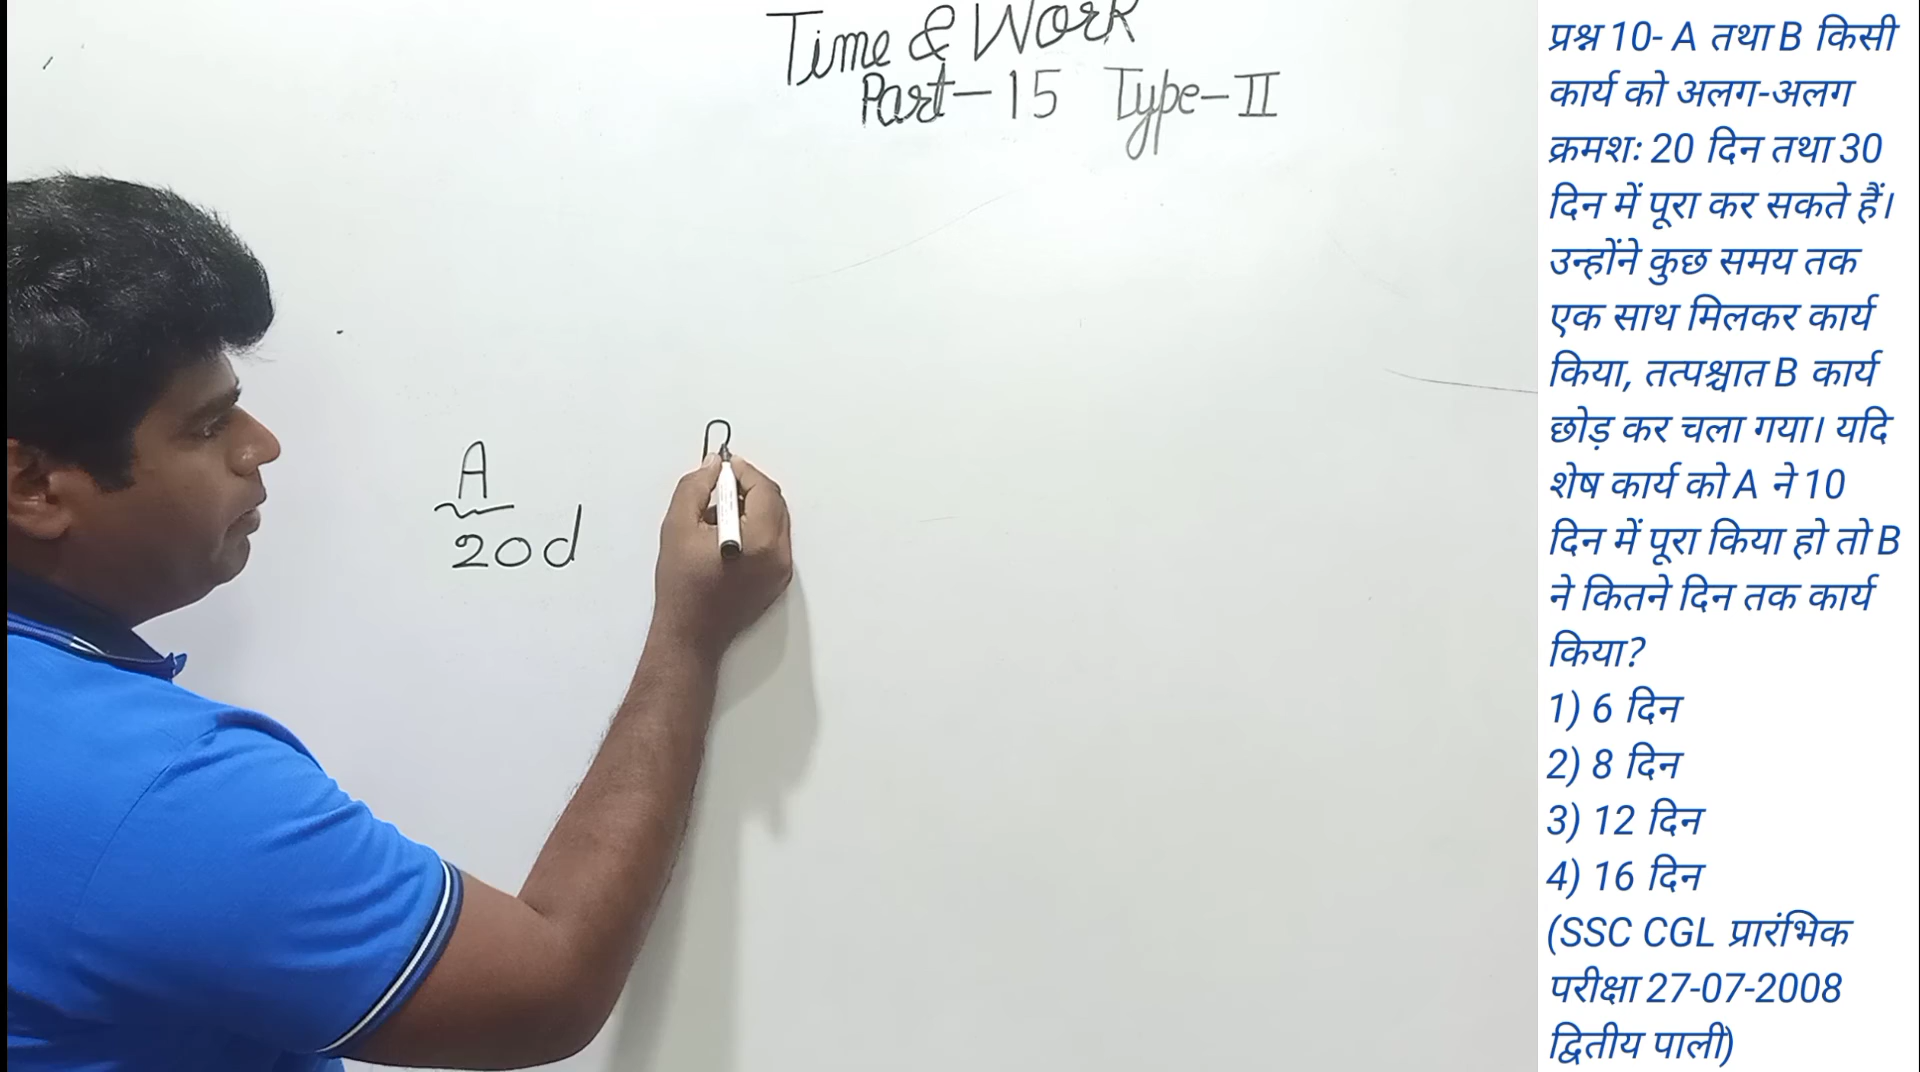 Time & Work
Part-15 Type-II
A
20d
प्रश्न 10- A तथा B किसी
कार्य को अलग-अलग
क्रमशः 20 दिन तथा 30
दिन में पूरा कर सकते हैं।
उन्होंने कुछ समय तक
एक साथ मिलकर कार्य
किया, तत्पश्चात B कार्य
छोड़ कर चला गया। यदि
शेष कार्य को A ने 10
दिन में पूरा किया हो तो B
ने कितने दिन तक कार्य
किया?
1) 6 दिन
2) 8 दिन
3) 12 दिन
4) 16 दिन
(SSC CGL प्रारंभिक
परीक्षा 27-07-2008
द्वितीय पाली)